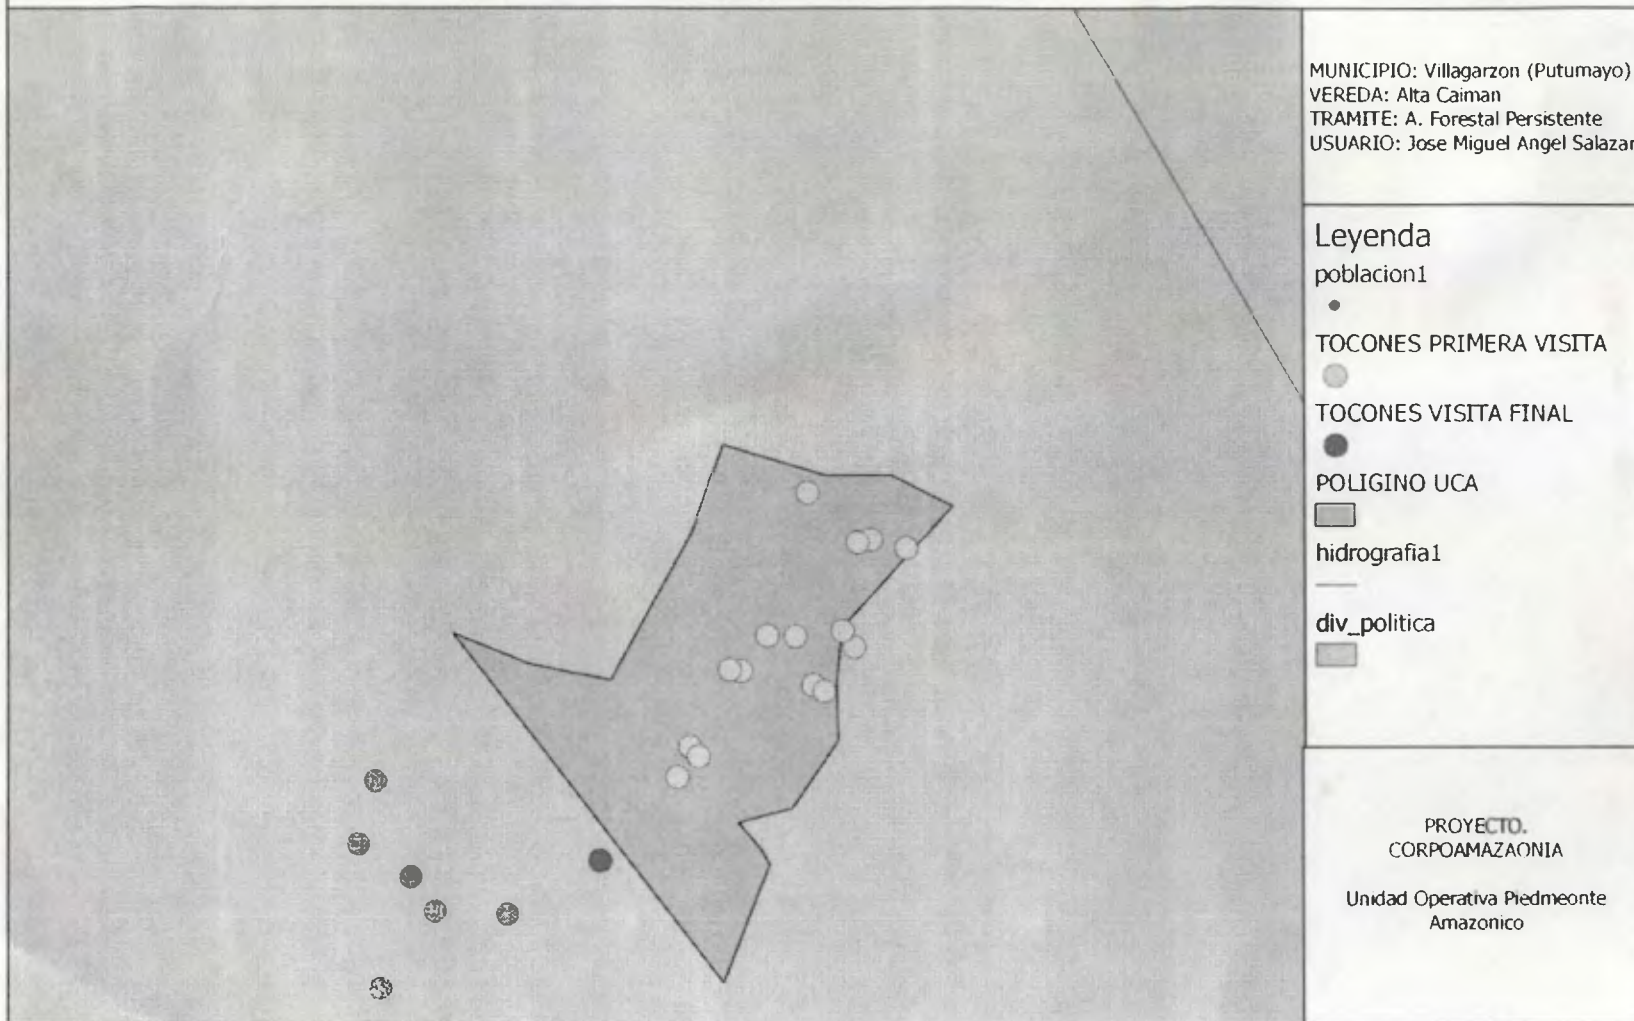 MUNICIPIO: Villagarzon (Putumayo)
VEREDA: Alta Caiman
TRAMITE: A. Forestal Persistente
USUARIO: Jose Miguel Angel Salazar
Leyenda
poblacion1
TOCONES PRIMERA VISITA
TOCONES VISITA FINAL
POLIGINO UCA
hidrografia1
div_politica
PROYECTO.
CORPOAMAZAONIA
Unidad Operativa Piedmeonte
Amazonico